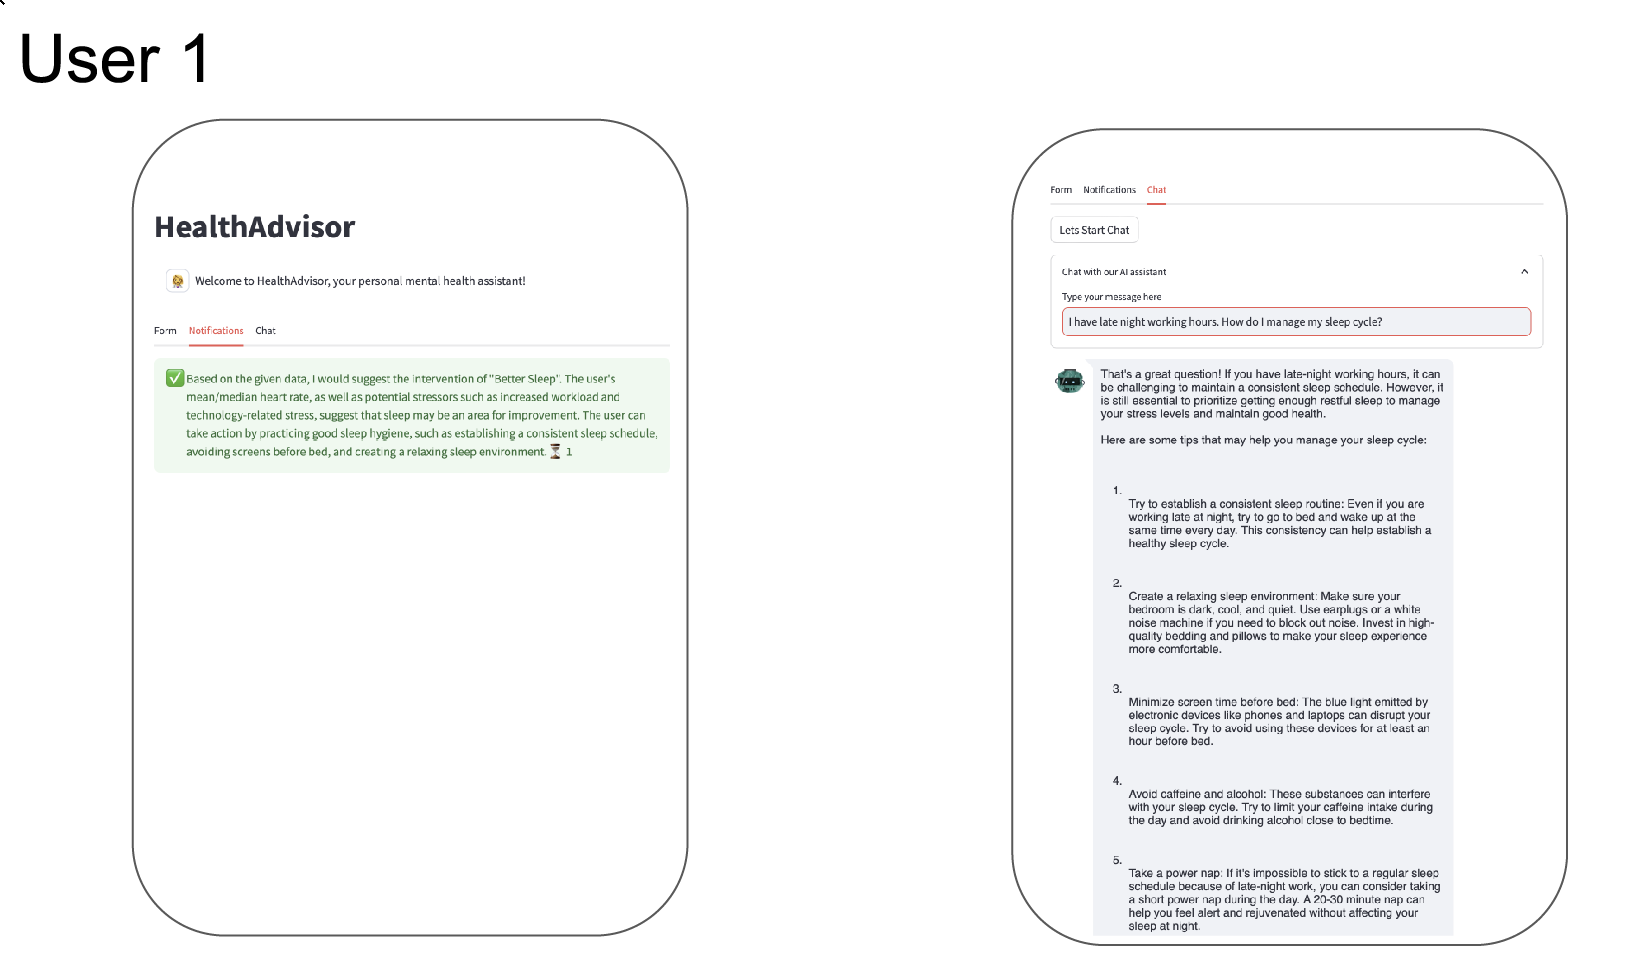 User 1
HealthAdvisor
Welcome to HealthAdvisor, your personal mental health assistant!
Form Notifications Chat
Based on the given data, I would suggest the intervention of "Better Sleep". The user's
mean/median heart rate, as well as potential stressors such as increased workload and
technology-related stress, suggest that sleep may be an area for improvement. The user can
take action by practicing good sleep hygiene, such as establishing a consistent sleep schedule,
avoiding screens before bed, and creating a relaxing sleep environment. ⏳ 1
Form Notifications Chat
Lets Start Chat
Chat with our AI assistant
Type your message here
I have late night working hours. How do I manage my sleep cycle?
That's a great question! If you have late-night working hours, it can
be challenging to maintain a consistent sleep schedule. However, it
is still essential to prioritize getting enough restful sleep to manage
your stress levels and maintain good health.
Here are some tips that may help you manage your sleep cycle:
1.
Try to establish a consistent sleep routine: Even if you are
working late at night, try to go to bed and wake up at the
same time every day. This consistency can help establish a
healthy sleep cycle.
2.
Create a relaxing sleep environment: Make sure your
bedroom is dark, cool, and quiet. Use earplugs or a white
noise machine if you need to block out noise. Invest in high-
quality bedding and pillows to make your sleep experience
more comfortable.
3.
Minimize screen time before bed: The blue light emitted by
electronic devices like phones and laptops can disrupt your
sleep cycle. Try to avoid using these devices for at least an
hour before bed.
4.
Avoid caffeine and alcohol: These substances can interfere
with your sleep cycle. Try to limit your caffeine intake during
the day and avoid drinking alcohol close to bedtime.
5.
Take a power nap: If it's impossible to stick to a regular sleep
schedule because of late-night work, you can consider taking
a short power nap during the day. A 20-30 minute nap can
help you feel alert and rejuvenated without affecting your
sleep at night.